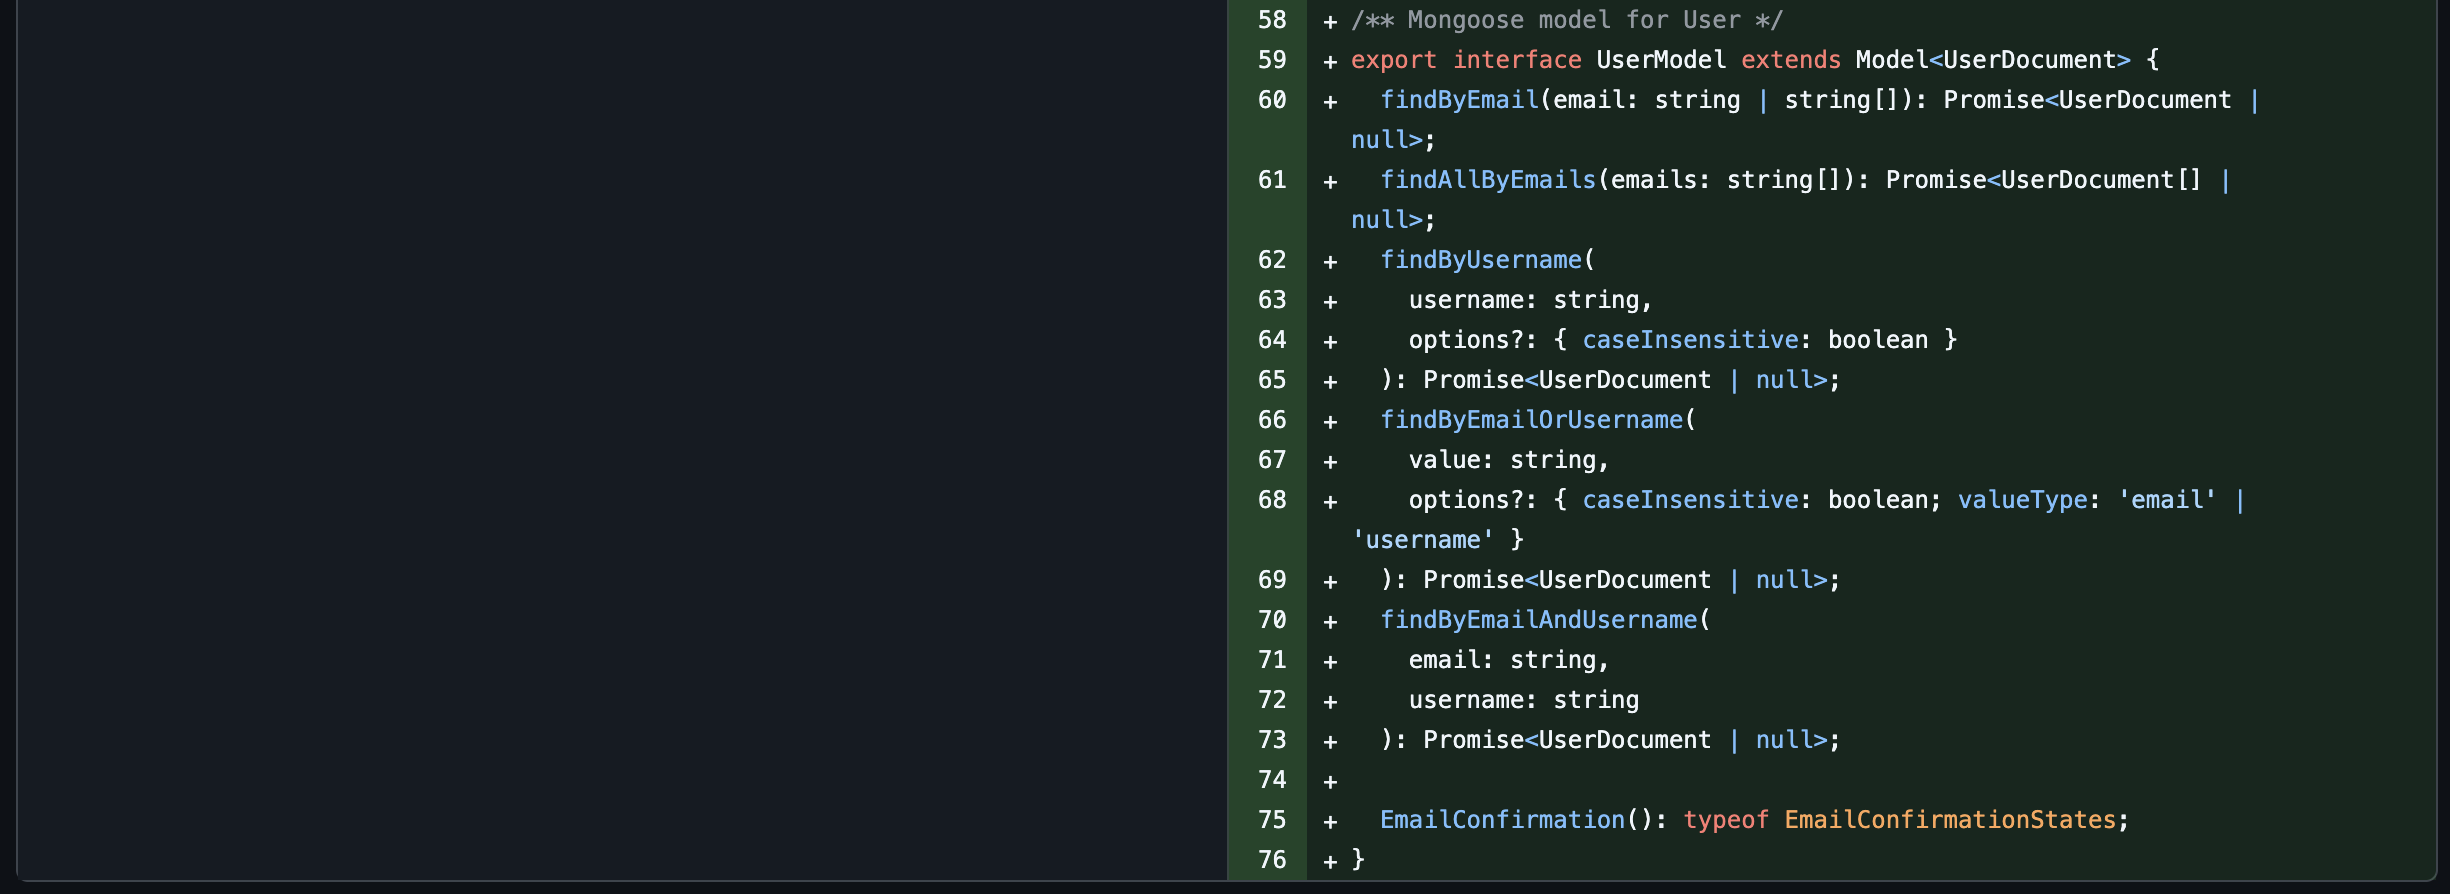 58 + /** Mongoose model for User */
59 + export interface UserModel extends Model<UserDocument> {
60 +   findByEmail(email: string | string[]): Promise<UserDocument |
null>;
61 +   findAllByEmails(emails: string[]): Promise<UserDocument[] |
null>;
62 +   findByUsername(
63 +     username: string,
64 +     options?: { caseInsensitive: boolean }
65 +   ): Promise<UserDocument | null>;
66 +   findByEmailOrUsername(
67 +     value: string,
68 +     options?: { caseInsensitive: boolean; valueType: 'email' |
'username' }
69 +   ): Promise<UserDocument | null>;
70 +   findByEmailAndUsername(
71 +     email: string,
72 +     username: string
73 +   ): Promise<UserDocument | null>;
74 +
75 +   EmailConfirmation(): typeof EmailConfirmationStates;
76 + }